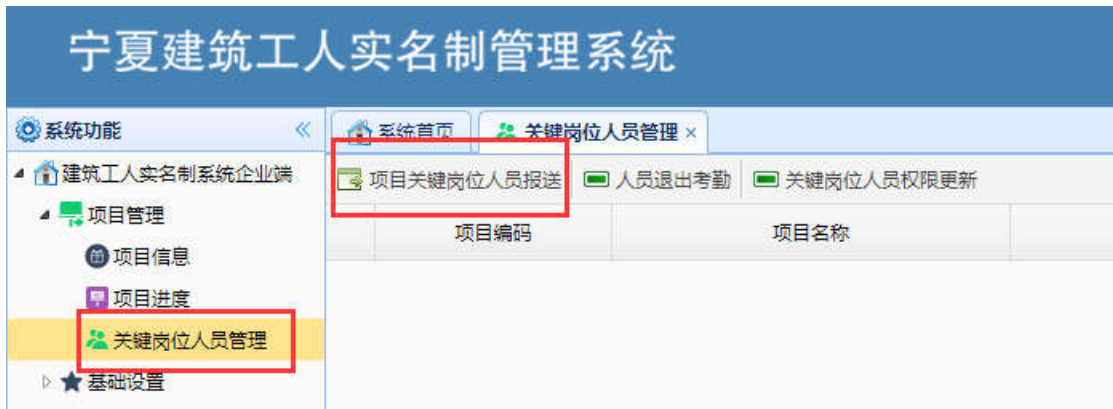 宁夏建筑工人实名制管理系统
系统功能
系统首页 关键岗位人员管理 ×
建筑工人实名制系统企业端
项目关键岗位人员报送 人员退出考勤 关键岗位人员权限更新
项目管理
项目编码 项目名称
项目信息
项目进度
关键岗位人员管理
基础设置